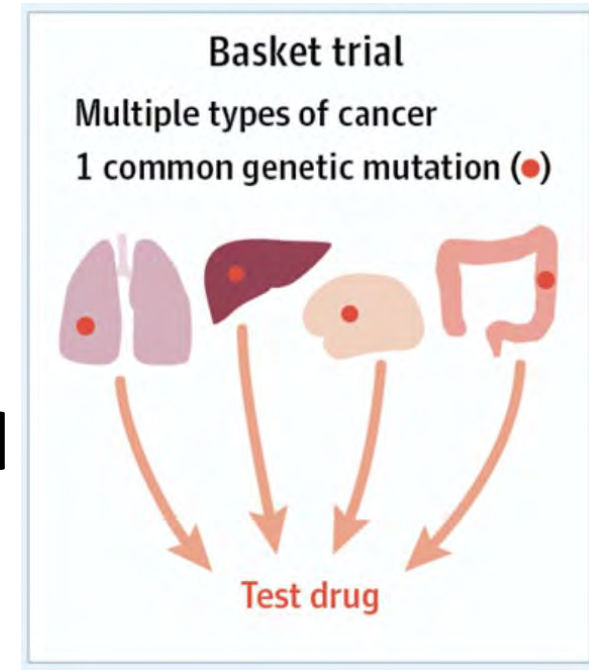 Basket trial
Multiple types of cancer
1 common genetic mutation (●)
Test drug